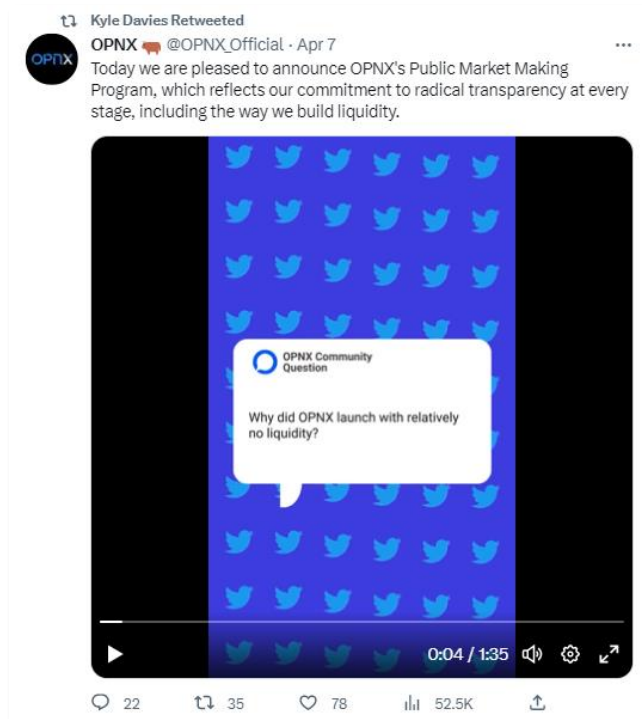 Kyle Davies Retweeted
OPNX
OPNX 🐂 @OPNX_Official · Apr 7
Today we are pleased to announce OPNX's Public Market Making
Program, which reflects our commitment to radical transparency at every
stage, including the way we build liquidity.
OPNX Community
Question
Why did OPNX launch with relatively
no liquidity?
0:04 / 1:35
22 35 78 52.5K